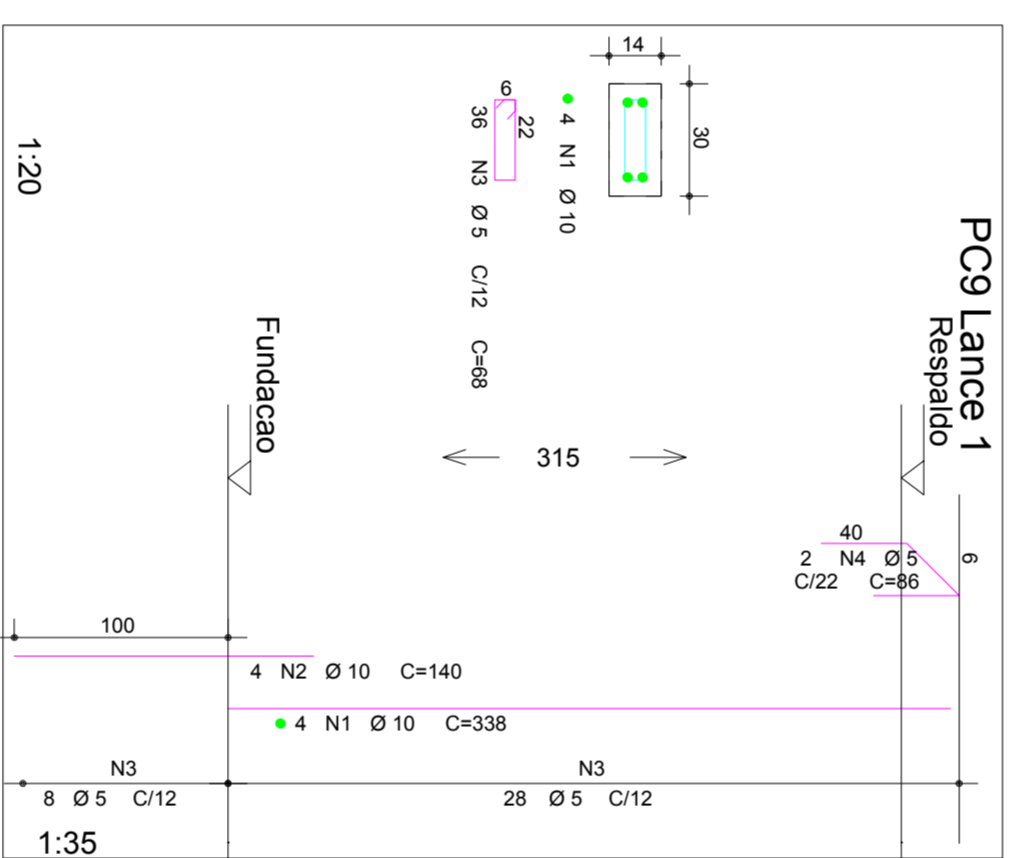 PC9 Lance 1
Respaldo
14
30
4 N1 Ø 10
6
22
36 N3 Ø 5 C/12 C=68
1:20
Fundacao
315
40
2 N4 Ø 5
C/22 C=86
6
100
4 N2 Ø 10 C=140
4 N1 Ø 10 C=338
N3
8 Ø 5 C/12
N3
28 Ø 5 C/12
1:35